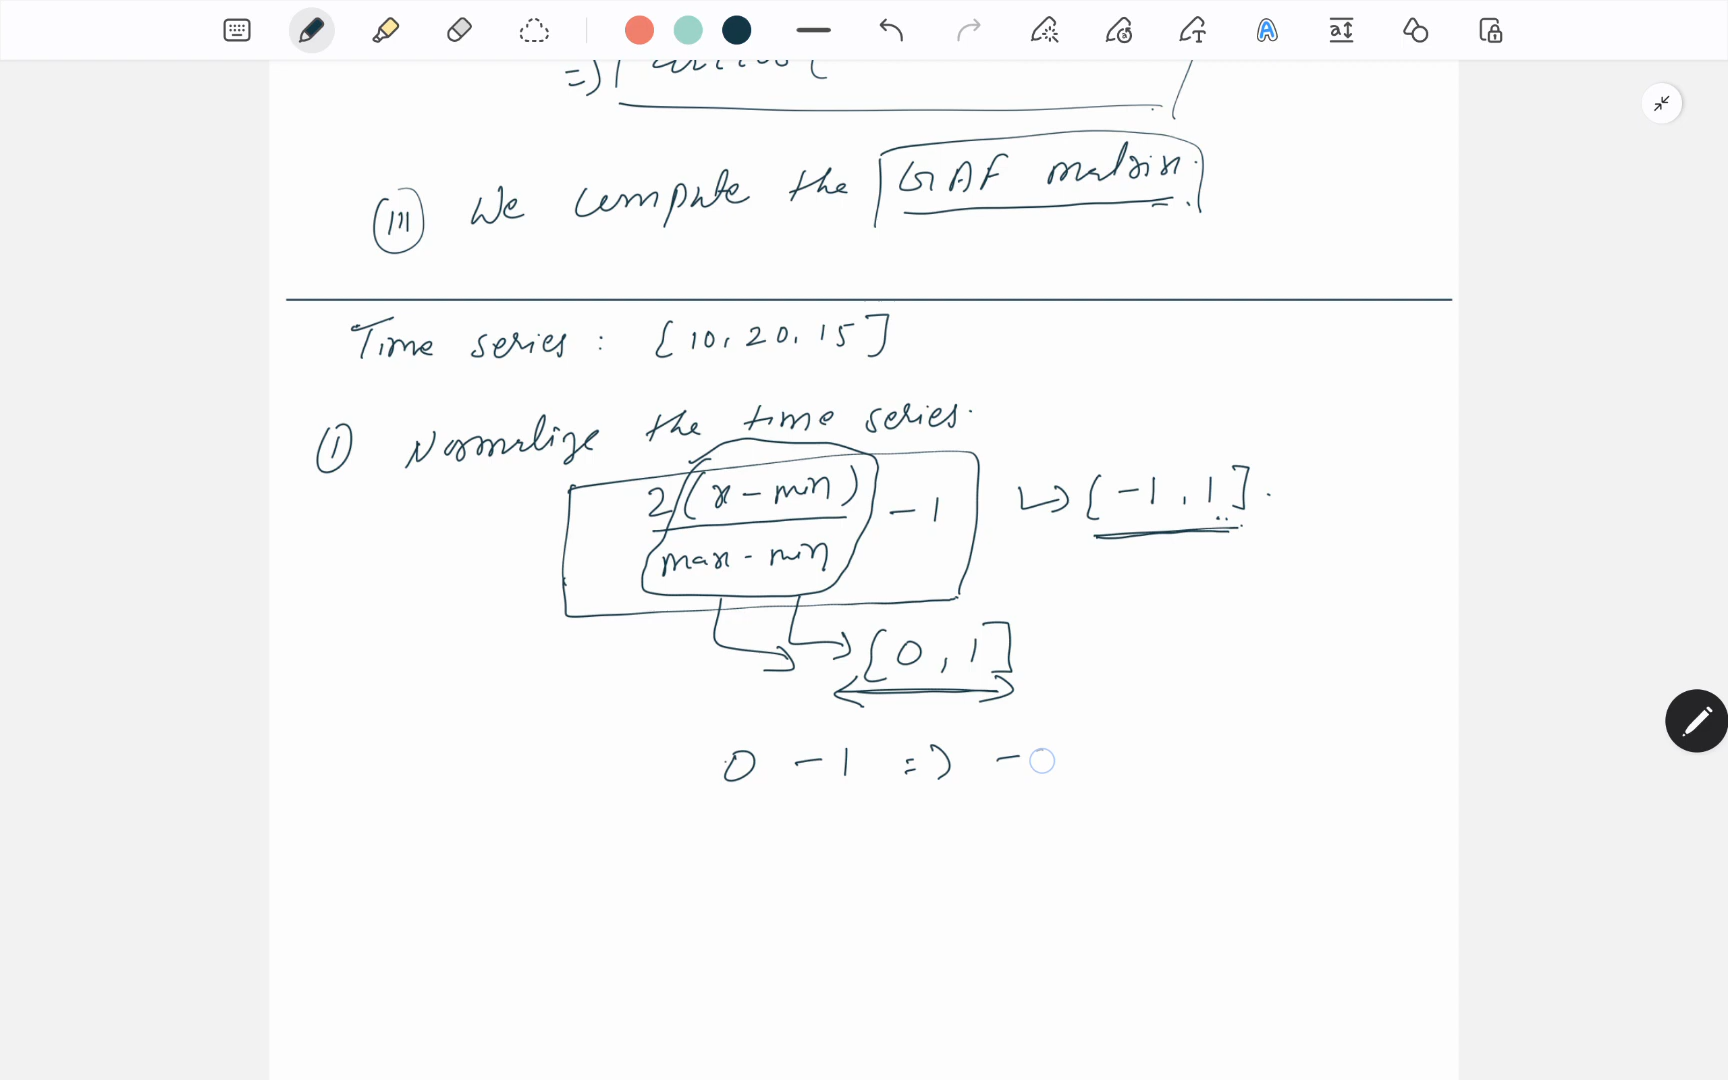 =>
(III) We compute the GAF matrix.
Time series : [10, 20, 15]
(I) Normalize the time series.
2 (x - min)
max - min
- 1
↳ [-1, 1].
[0, 1]
0 - 1 => -